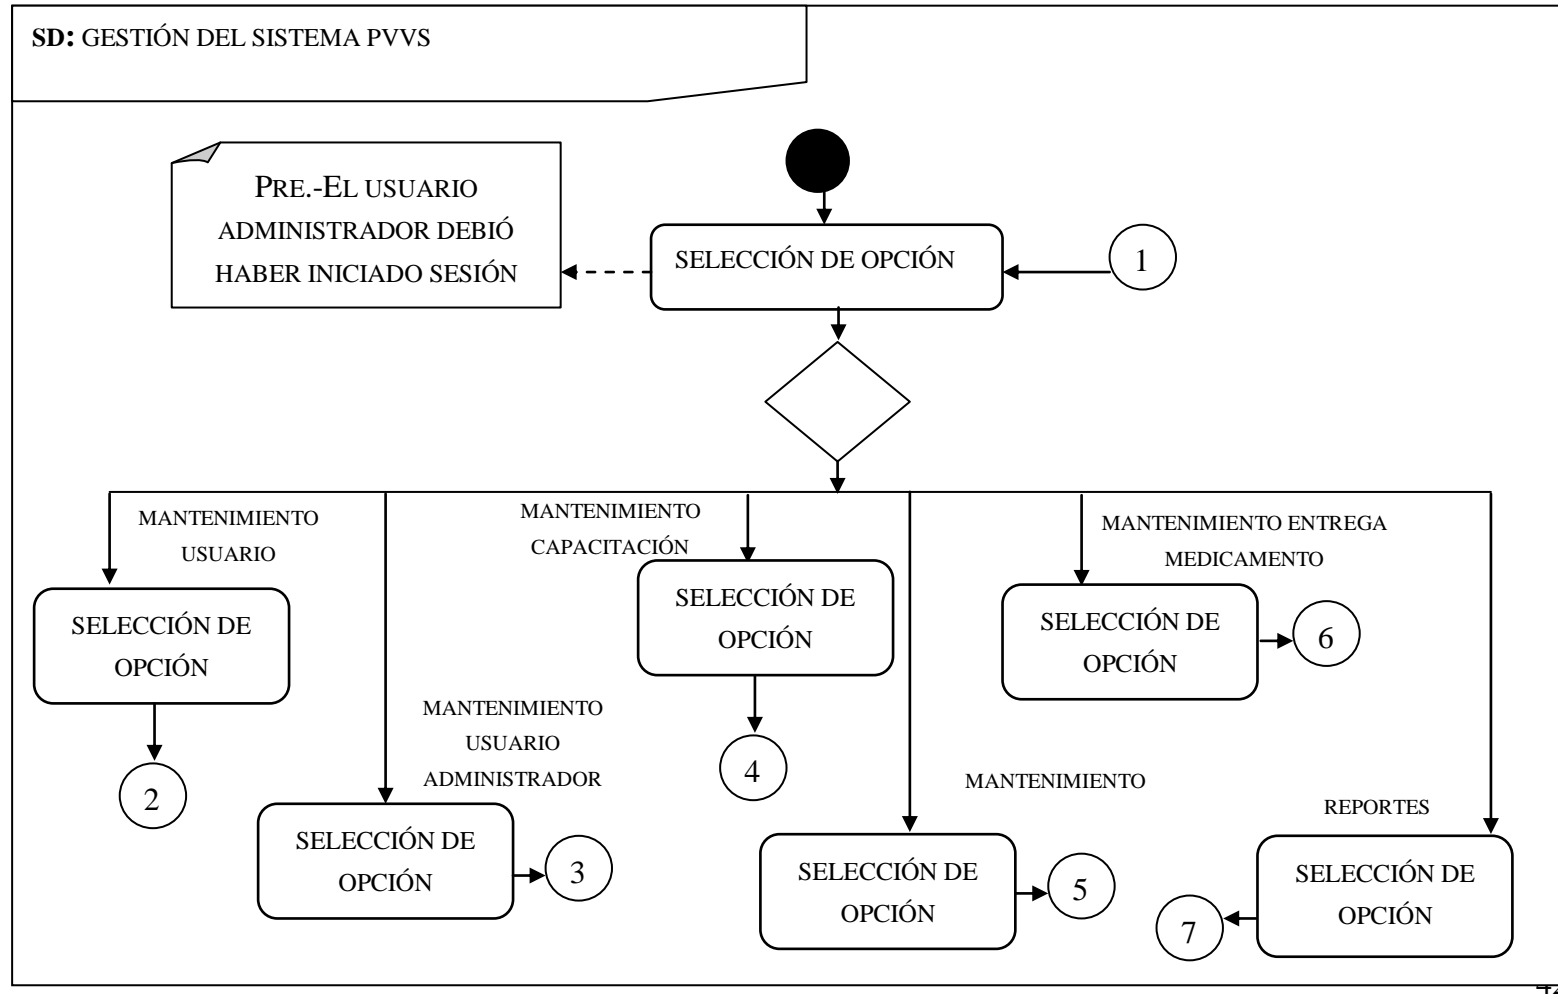 SD: GESTIÓN DEL SISTEMA PVVS
PRE.-EL USUARIO
ADMINISTRADOR DEBIÓ
HABER INICIADO SESIÓN
SELECCIÓN DE OPCIÓN
1
MANTENIMIENTO
USUARIO
MANTENIMIENTO
CAPACITACIÓN
MANTENIMIENTO ENTREGA
MEDICAMENTO
SELECCIÓN DE
OPCIÓN
SELECCIÓN DE
OPCIÓN
SELECCIÓN DE
OPCIÓN
6
2
MANTENIMIENTO
USUARIO
ADMINISTRADOR
4
MANTENIMIENTO
REPORTES
SELECCIÓN DE
OPCIÓN
3
SELECCIÓN DE
OPCIÓN
5
SELECCIÓN DE
OPCIÓN
7